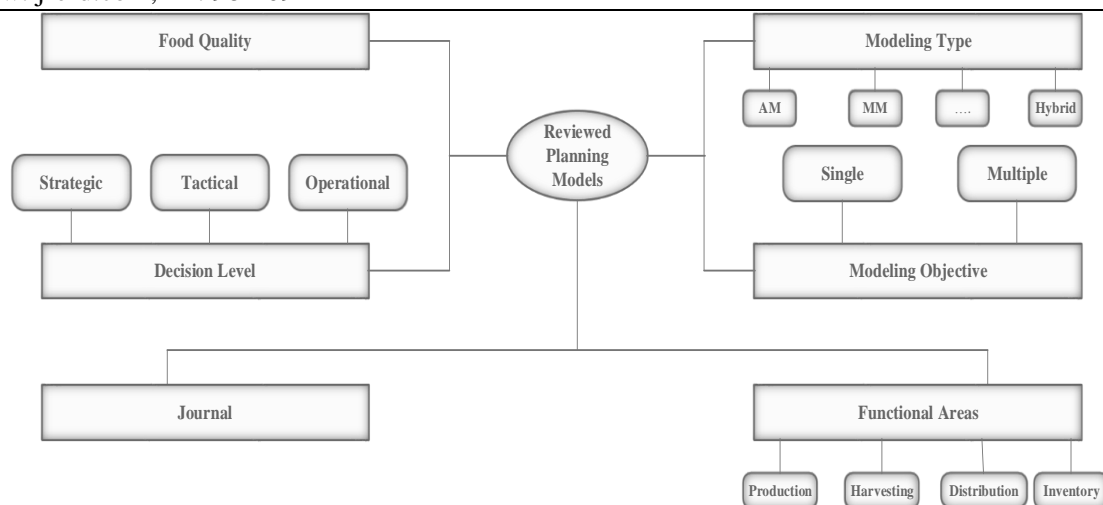 Food Quality
Modeling Type
AM
MM
....
Hybrid
Reviewed
Planning
Models
Strategic
Tactical
Operational
Single
Multiple
Decision Level
Modeling Objective
Journal
Functional Areas
Production
Harvesting
Distribution
Inventory